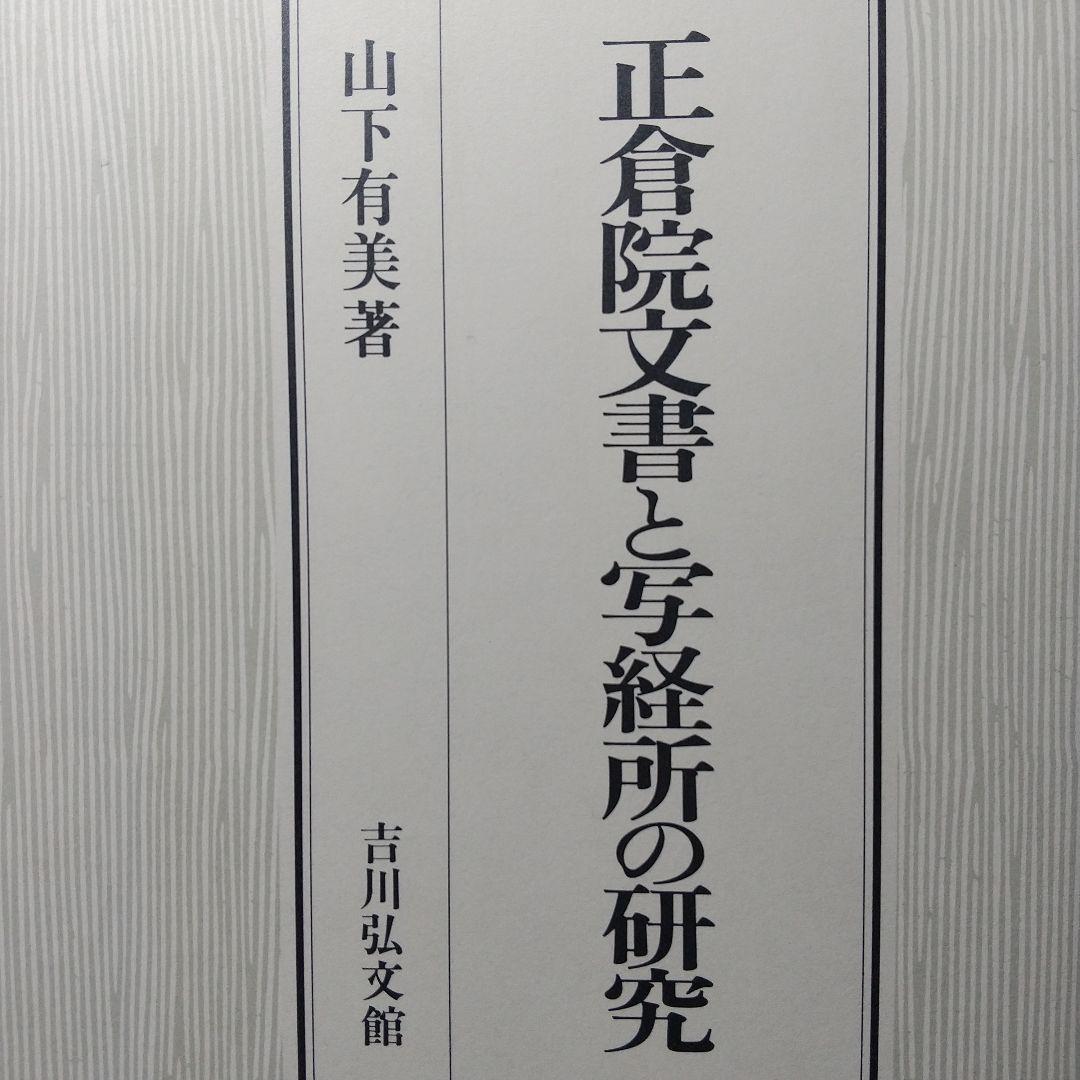 正倉院文書と写経所の研究
山下有美著
吉川弘文館